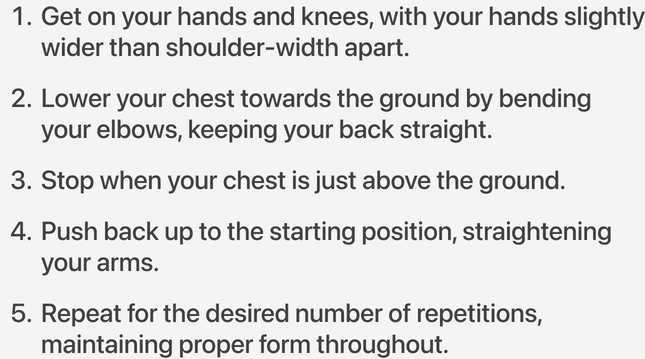 1. Get on your hands and knees, with your hands slightly
wider than shoulder-width apart.
2. Lower your chest towards the ground by bending
your elbows, keeping your back straight.
3. Stop when your chest is just above the ground.
4. Push back up to the starting position, straightening
your arms.
5. Repeat for the desired number of repetitions,
maintaining proper form throughout.